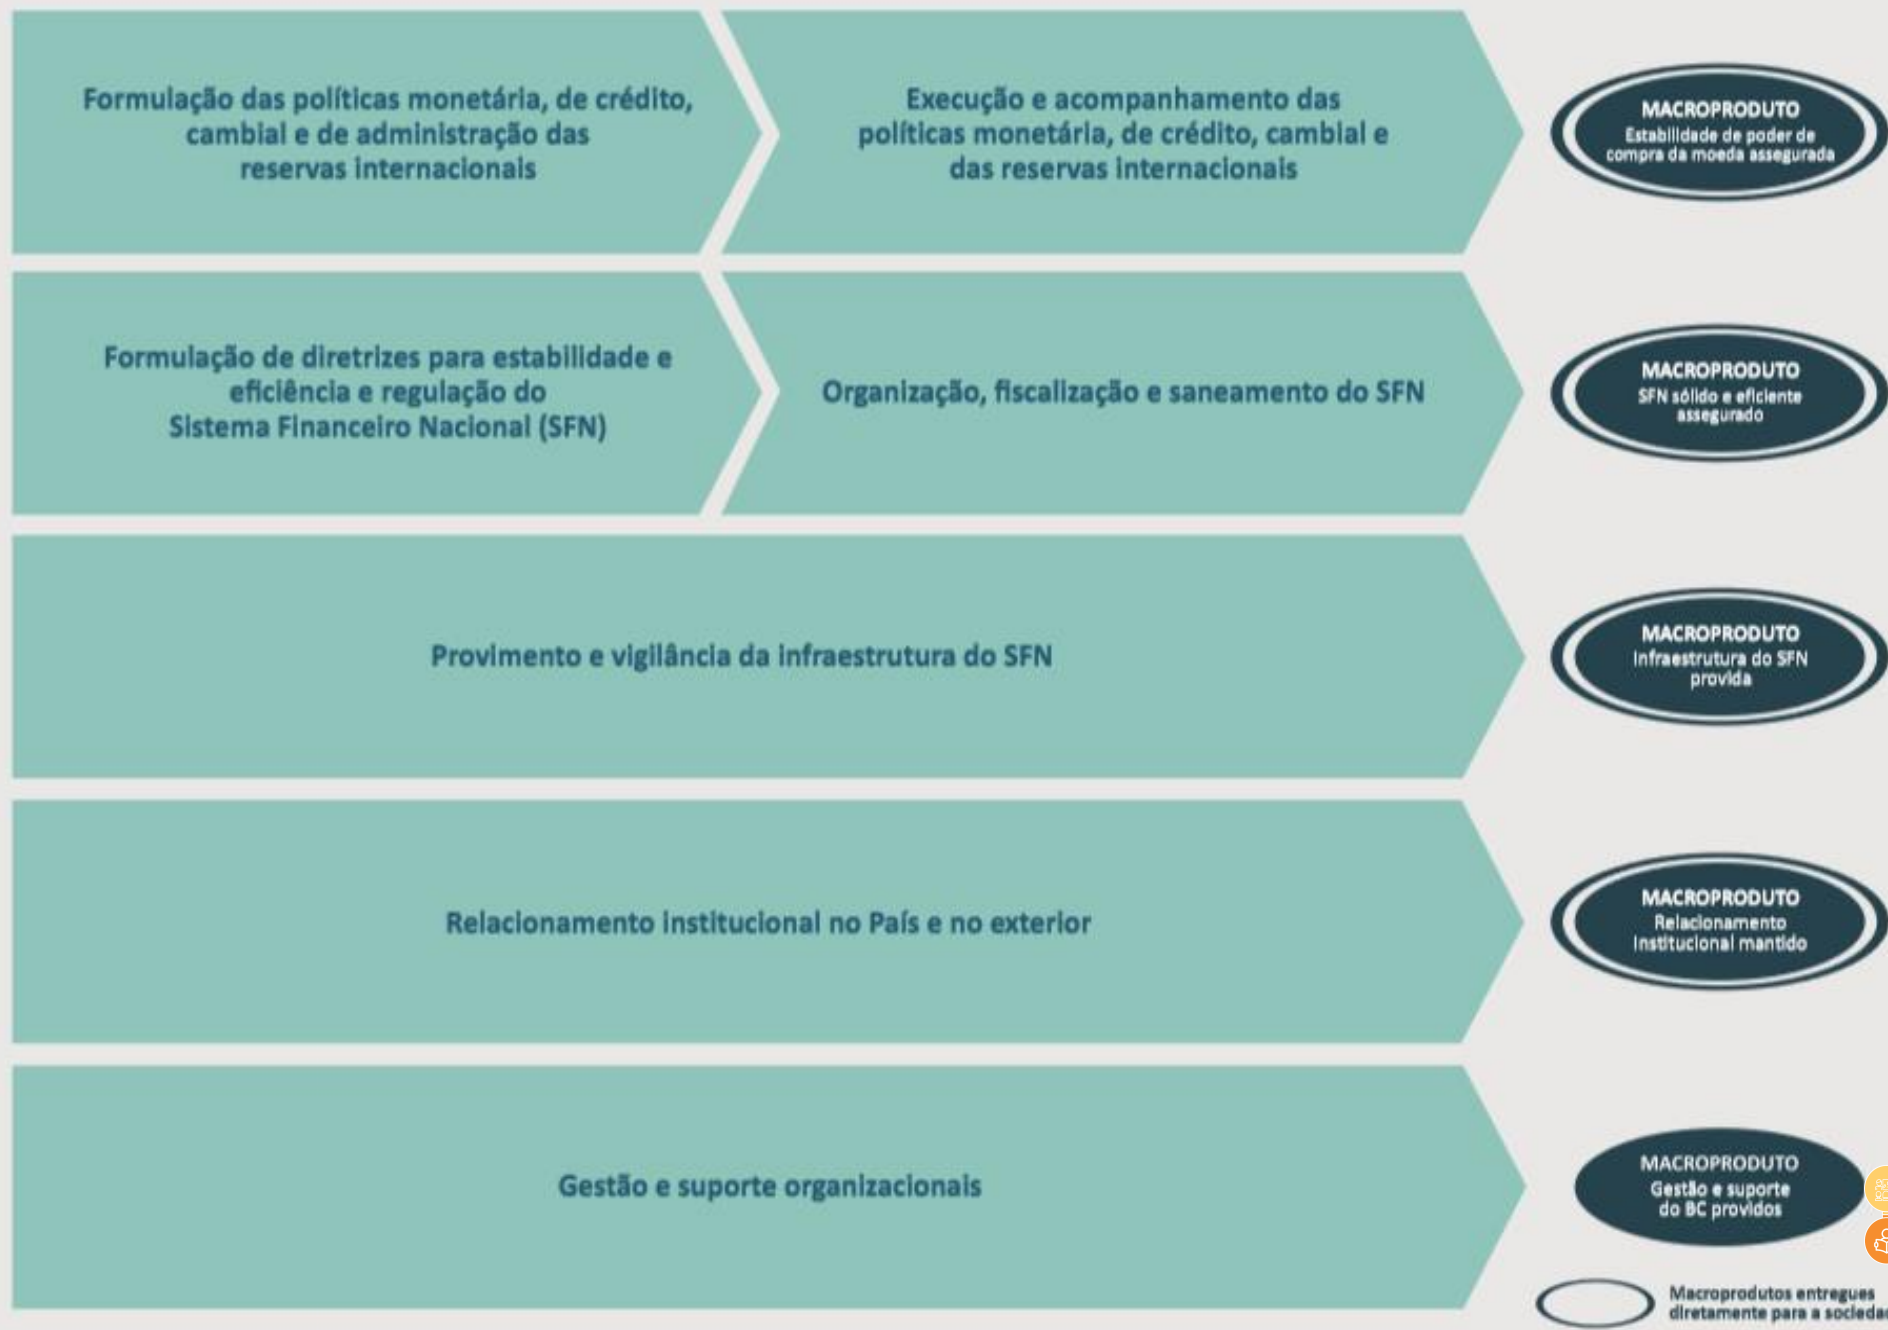 Formulação das políticas monetária, de crédito,
cambial e de administração das
reservas internacionais
Execução e acompanhamento das
políticas monetária, de crédito, cambial e
das reservas internacionais
MACROPRODUTO
Estabilidade de poder de
compra da moeda assegurada
Formulação de diretrizes para estabilidade e
eficiência e regulação do
Sistema Financeiro Nacional (SFN)
Organização, fiscalização e saneamento do SFN
MACROPRODUTO
SFN sólido e eficiente
assegurado
Provimento e vigilância da infraestrutura do SFN
MACROPRODUTO
Infraestrutura do SFN
provida
Relacionamento institucional no País e no exterior
MACROPRODUTO
Relacionamento
Institucional mantido
Gestão e suporte organizacionais
MACROPRODUTO
Gestão e suporte
do BC providos
Macroprodutos entregues
diretamente para a